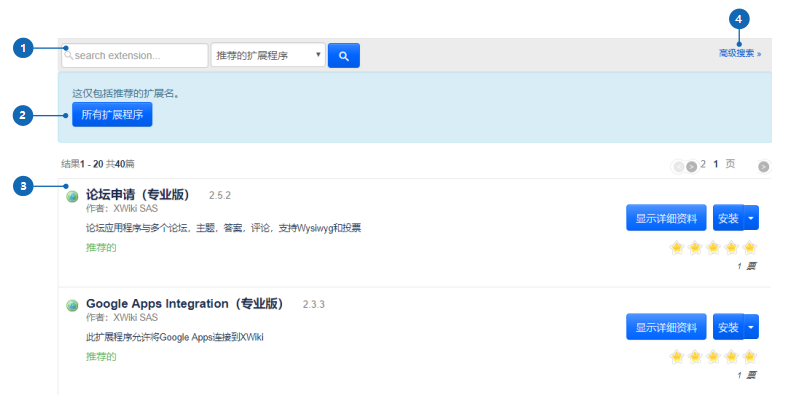 4
1
search extension...
推荐的扩展程序
高级搜索 »
这仅包括推荐的扩展名。
2
所有扩展程序
结果1 - 20 共40篇
< > 2 1 页 >
3
论坛申请（专业版） 2.5.2
作者：XWiki SAS
显示详细资料 安装
论坛应用程序与多个论坛，主题，答案，评论，支持Wysiwyg和投票
推荐的
1 票
Google Apps Integration（专业版） 2.3.3
作者：XWiki SAS
显示详细资料 安装
此扩展程序允许将Google Apps连接到XWiki
推荐的
1 票